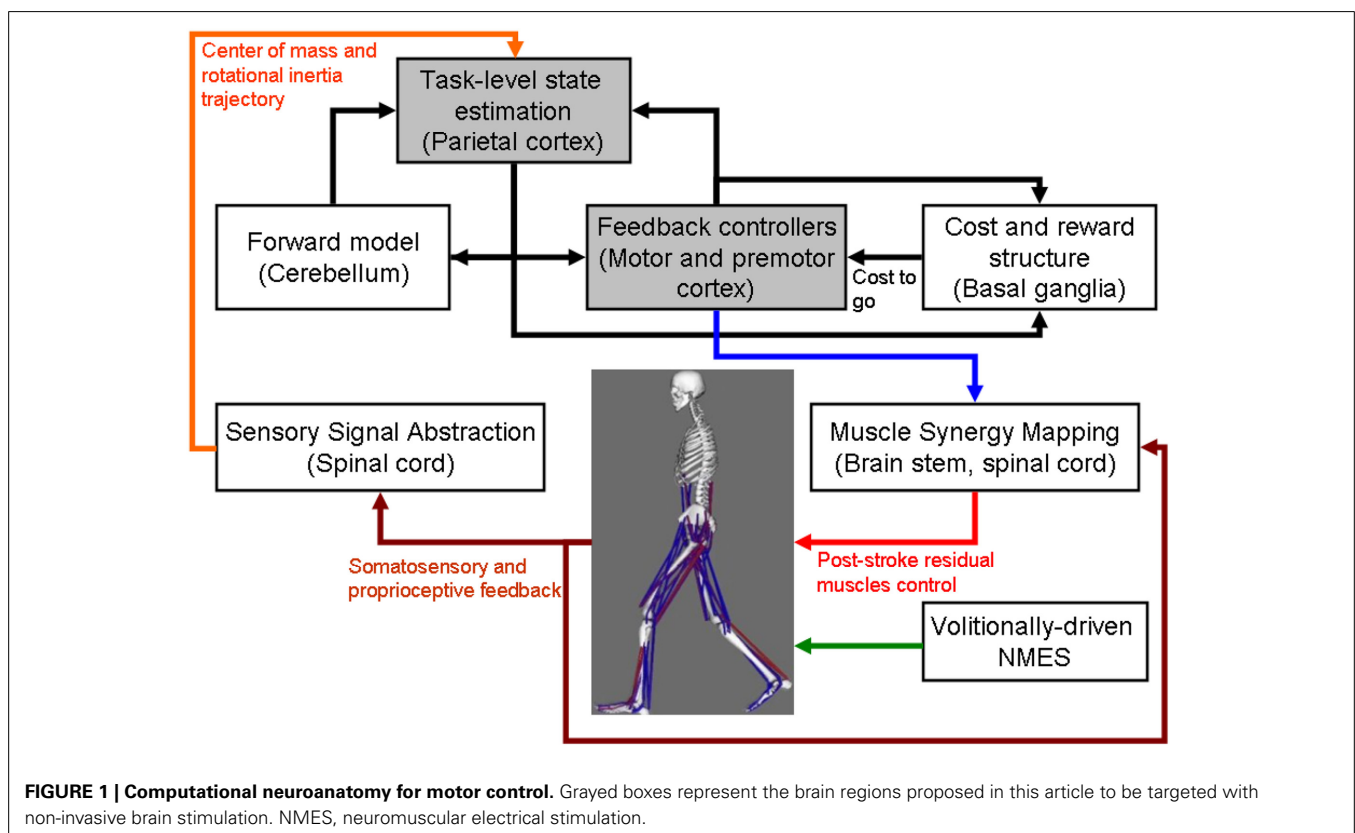 Center of mass and
rotational inertia
trajectory
Task-level state
estimation
(Parietal cortex)
Forward model
(Cerebellum)
Feedback controllers
(Motor and premotor
cortex)
Cost to
go
Cost and reward
structure
(Basal ganglia)
Sensory Signal Abstraction
(Spinal cord)
Muscle Synergy Mapping
(Brain stem, spinal cord)
Somatosensory and
proprioceptive feedback
Post-stroke residual
muscles control
Volitionally-driven
NMES
FIGURE 1 | Computational neuroanatomy for motor control. Grayed boxes represent the brain regions proposed in this article to be targeted with
non-invasive brain stimulation. NMES, neuromuscular electrical stimulation.